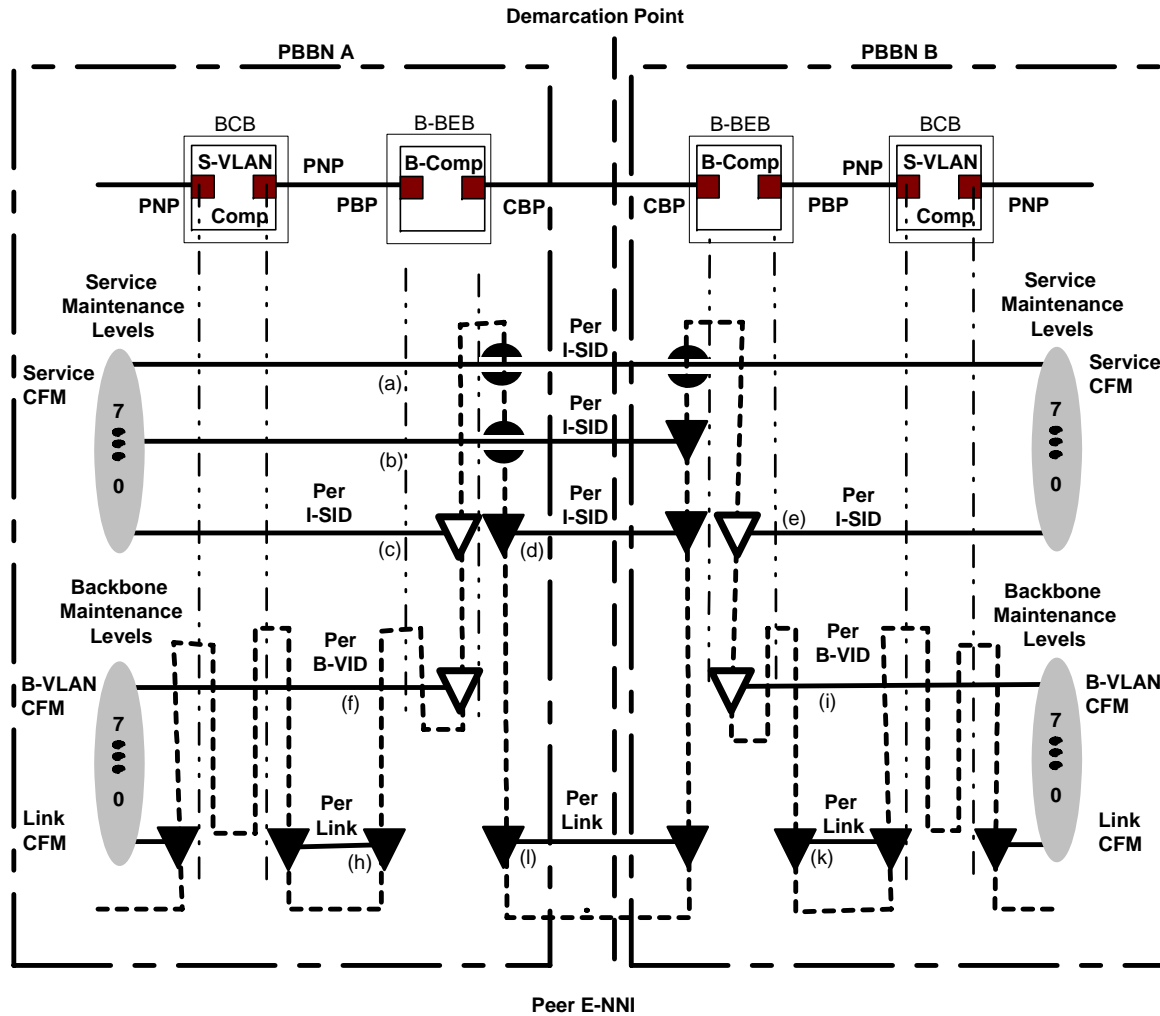 Demarcation Point
PBBN A
PBBN B
BCB
B-BEB
B-BEB
BCB
S-VLAN
Comp
PNP
PNP
B-Comp
PBP
CBP
B-Comp
CBP
PBP
PNP
S-VLAN
Comp
PNP
Service
Maintenance
Levels
Service
Maintenance
Levels
Per
I-SID
Per
I-SID
Service
CFM
Service
CFM
(a)
7
0
7
0
Per
I-SID
(b)
Per
I-SID
Per
I-SID
Per
I-SID
(c)
(d)
(e)
Backbone
Maintenance
Levels
Backbone
Maintenance
Levels
Per
B-VID
Per
B-VID
B-VLAN
CFM
B-VLAN
CFM
(f)
(i)
7
0
7
0
Per
Link
Per
Link
Per
Link
Link
CFM
Link
CFM
(h)
(l)
(k)
Peer E-NNI